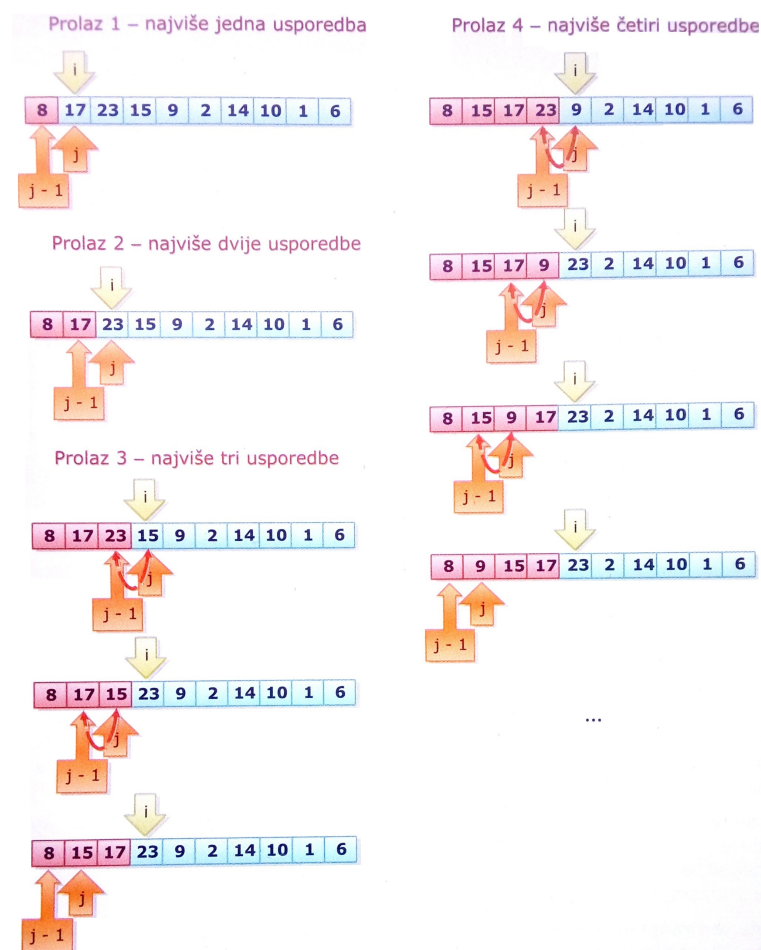 Prolaz 1 – najviše jedna usporedba
i
8 17 23 15 9 2 14 10 1 6
j
j - 1
Prolaz 2 – najviše dvije usporedbe
i
8 17 23 15 9 2 14 10 1 6
j
j - 1
Prolaz 3 – najviše tri usporedbe
i
8 17 23 15 9 2 14 10 1 6
j
j - 1
i
8 17 15 23 9 2 14 10 1 6
j
j - 1
i
8 15 17 23 9 2 14 10 1 6
j
j - 1
Prolaz 4 – najviše četiri usporedbe
i
8 15 17 23 9 2 14 10 1 6
j
j - 1
i
8 15 17 9 23 2 14 10 1 6
j
j - 1
i
8 15 9 17 23 2 14 10 1 6
j
j - 1
i
8 9 15 17 23 2 14 10 1 6
j
j - 1
...